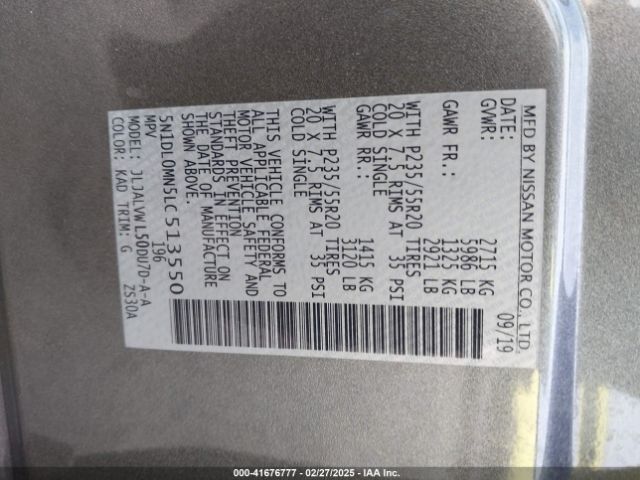 MFD BY NISSAN MOTOR CO., LTD.
DATE: 09/19
GVWR: 2715 KG
5986 LB
GAWR FR.: 1325 KG
2921 LB
WITH P235/55R20 TIRES
20 X 7.5 RIMS AT 35 PSI
COLD SINGLE
GAWR RR.: 1415 KG
3120 LB
WITH P235/55R20 TIRES
20 X 7.5 RIMS AT 35 PSI
COLD SINGLE
THIS VEHICLE CONFORMS TO
ALL APPLICABLE FEDERAL
MOTOR VEHICLE SAFETY AND
THEFT PREVENTION
STANDARDS IN EFFECT ON
THE DATE OF MANUFACTURE
SHOWN ABOVE.
5N1DL0MN5LC513550
MPV 196
MODEL: JLJALVWL50DU7D-A-A
COLOR: KAD TRIM: G ZS30A
000-41676777 — 02/27/2025 — IAA Inc.